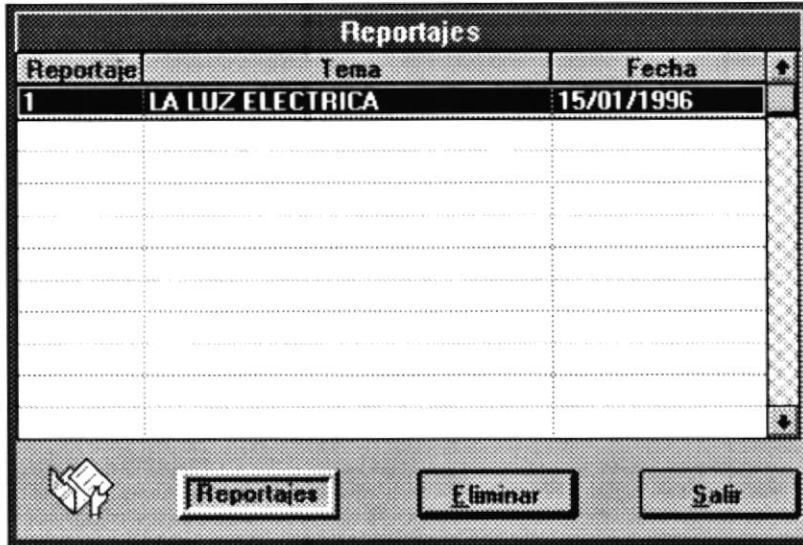 Reportajes
Reportaje Tema Fecha
1 LA LUZ ELECTRICA 15/01/1996
Reportajes Eliminar Salir